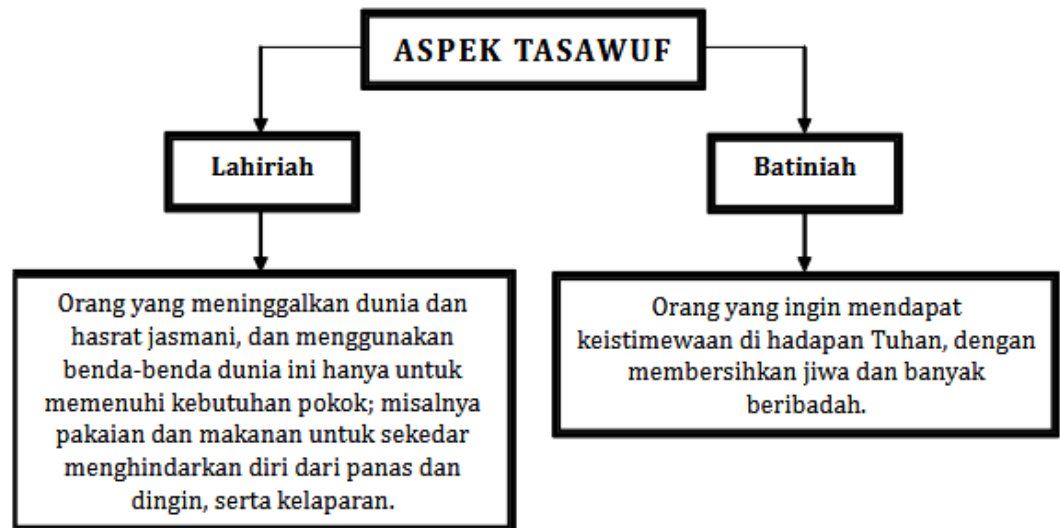 ASPEK TASAWUF
Lahiriah
Batiniah
Orang yang meninggalkan dunia dan
hasrat jasmani, dan menggunakan
benda-benda dunia ini hanya untuk
memenuhi kebutuhan pokok; misalnya
pakaian dan makanan untuk sekedar
menghindarkan diri dari panas dan
dingin, serta kelaparan.
Orang yang ingin mendapat
keistimewaan di hadapan Tuhan, dengan
membersihkan jiwa dan banyak
beribadah.